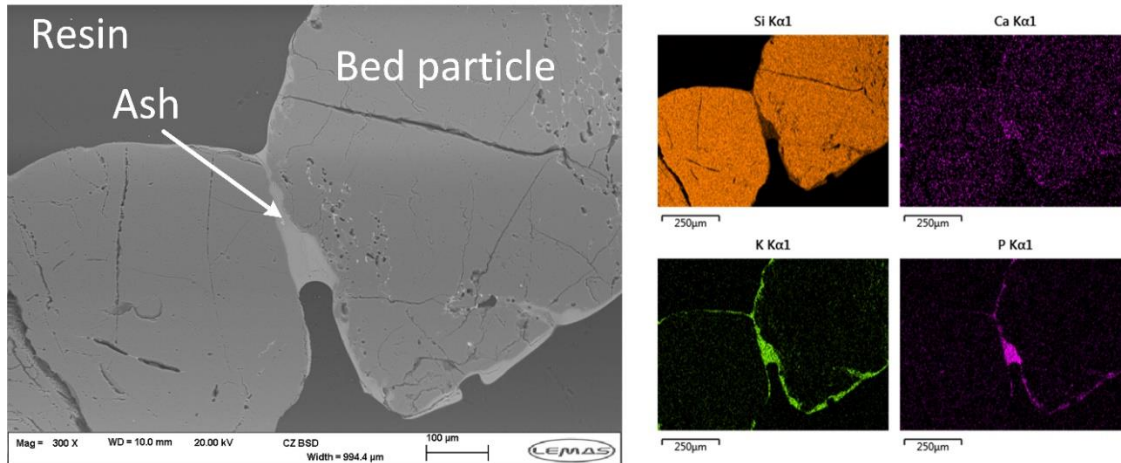 Resin
Bed particle
Ash
Mag = 300 X
WD = 10.0 mm
20.00 kV
CZ BSD
Width = 994.4 µm
100 µm
LEMAS
Si Kα1
Ca Kα1
250µm
250µm
K Kα1
P Kα1
250µm
250µm